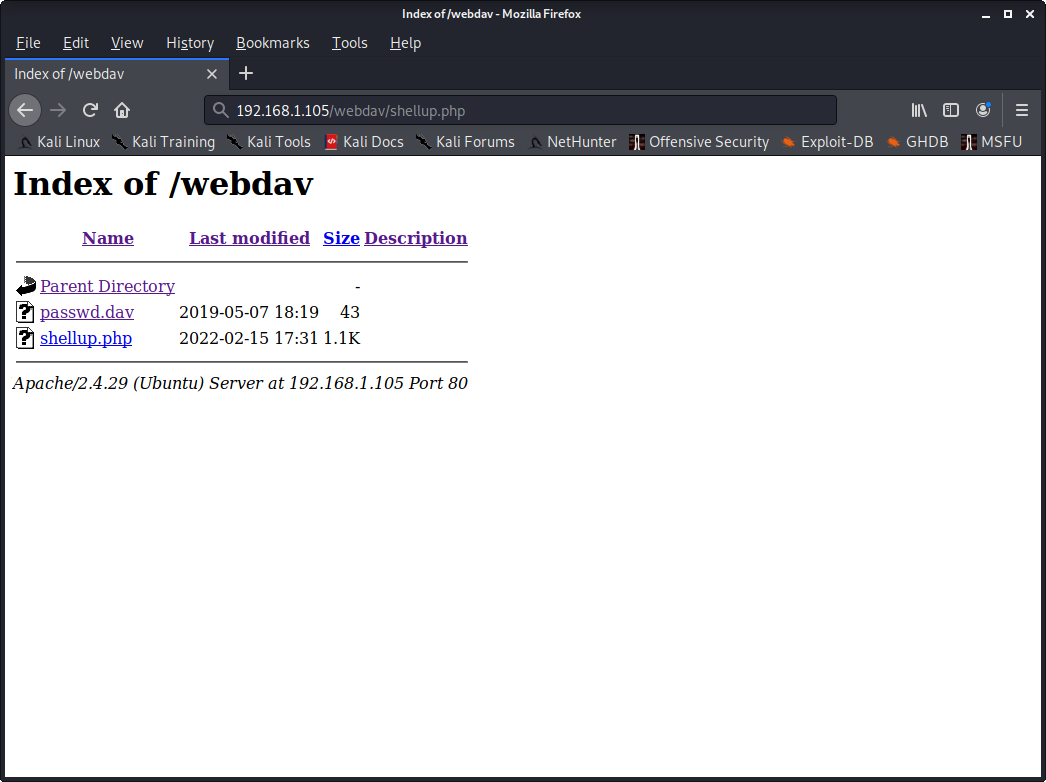 Index of /webdav - Mozilla Firefox
File Edit View History Bookmarks Tools Help
Index of /webdav
192.168.1.105/webdav/shellup.php
Kali Linux Kali Training Kali Tools Kali Docs Kali Forums NetHunter Offensive Security Exploit-DB GHDB MSFU
Index of /webdav
Name Last modified Size Description
Parent Directory -
passwd.dav 2019-05-07 18:19 43
shellup.php 2022-02-15 17:31 1.1K
Apache/2.4.29 (Ubuntu) Server at 192.168.1.105 Port 80